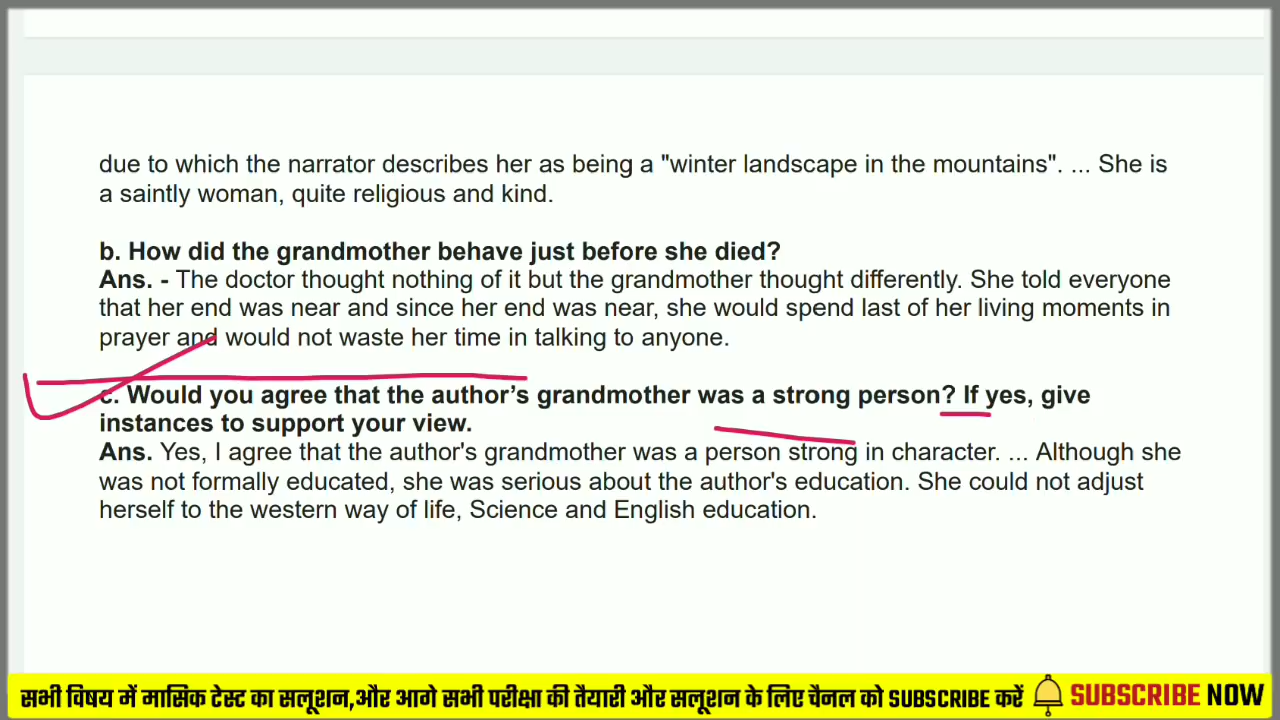 due to which the narrator describes her as being a "winter landscape in the mountains". ... She is
a saintly woman, quite religious and kind.
b. How did the grandmother behave just before she died?
Ans. - The doctor thought nothing of it but the grandmother thought differently. She told everyone
that her end was near and since her end was near, she would spend last of her living moments in
prayer and would not waste her time in talking to anyone.
c. Would you agree that the author's grandmother was a strong person? If yes, give
instances to support your view.
Ans. Yes, I agree that the author's grandmother was a person strong in character. ... Although she
was not formally educated, she was serious about the author's education. She could not adjust
herself to the western way of life, Science and English education.
सभी विषय में मासिक टेस्ट का सलूशन,और आगे सभी परीक्षा की तैयारी और सलूशन के लिए चैनल को SUBSCRIBE करें SUBSCRIBE NOW